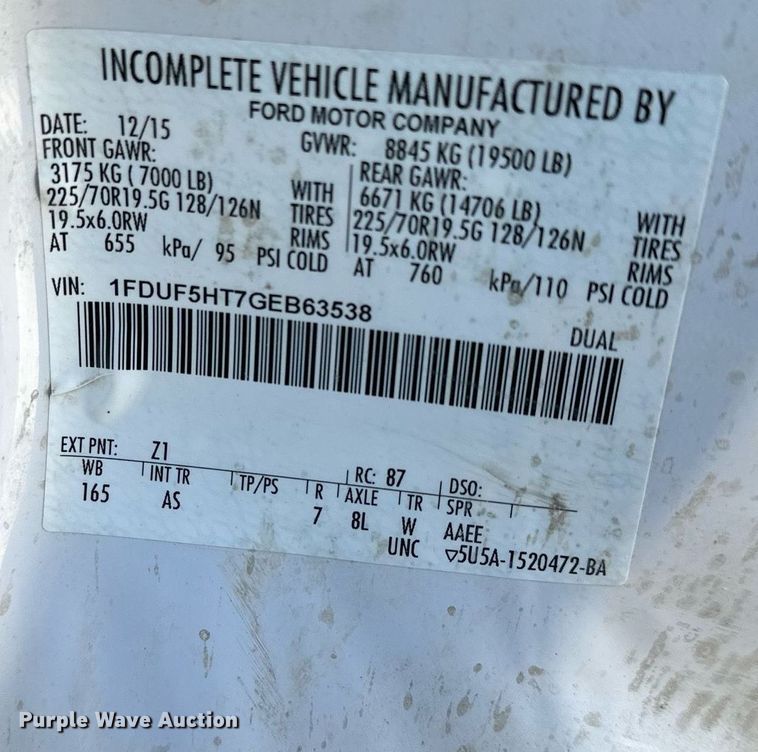 INCOMPLETE VEHICLE MANUFACTURED BY
FORD MOTOR COMPANY
DATE: 12/15 GVWR: 8845 KG (19500 LB)
FRONT GAWR: REAR GAWR:
3175 KG ( 7000 LB) WITH 6671 KG (14706 LB) WITH
225/70R19.5G 128/126N TIRES 225/70R19.5G 128/126N TIRES
19.5x6.0RW RIMS 19.5x6.0RW RIMS
AT 655 kPa/ 95 PSI COLD AT 760 kPa/110 PSI COLD
VIN: 1FDUF5HT7GEB63538
DUAL
EXT PNT: Z1 RC: 87 DSO:
WB INT TR TP/PS R AXLE TR SPR
165 AS 7 8L W AAEE
UNC ▽5U5A-1520472-BA
Purple Wave Auction